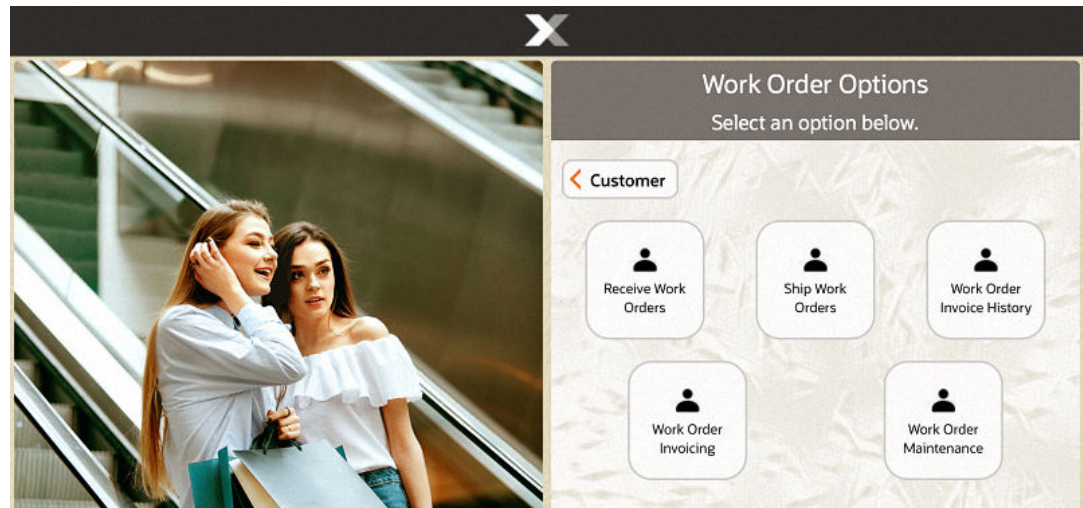 Work Order Options
Select an option below.
Customer
Receive Work
Orders
Ship Work
Orders
Work Order
Invoice History
Work Order
Invoicing
Work Order
Maintenance